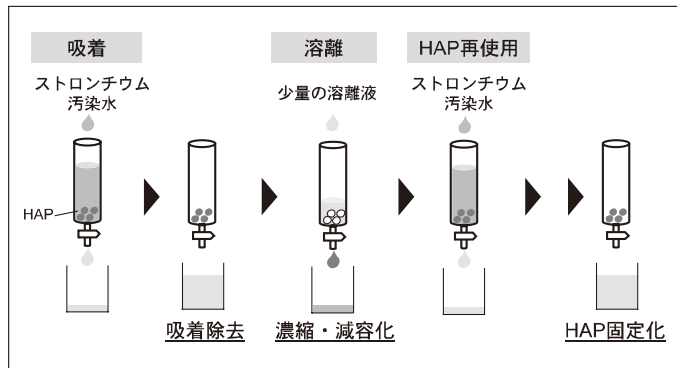 吸着
溶離
HAP再使用
ストロンチウム
汚染水
少量の溶離液
ストロンチウム
汚染水
HAP
吸着除去
濃縮・減容化
HAP固定化